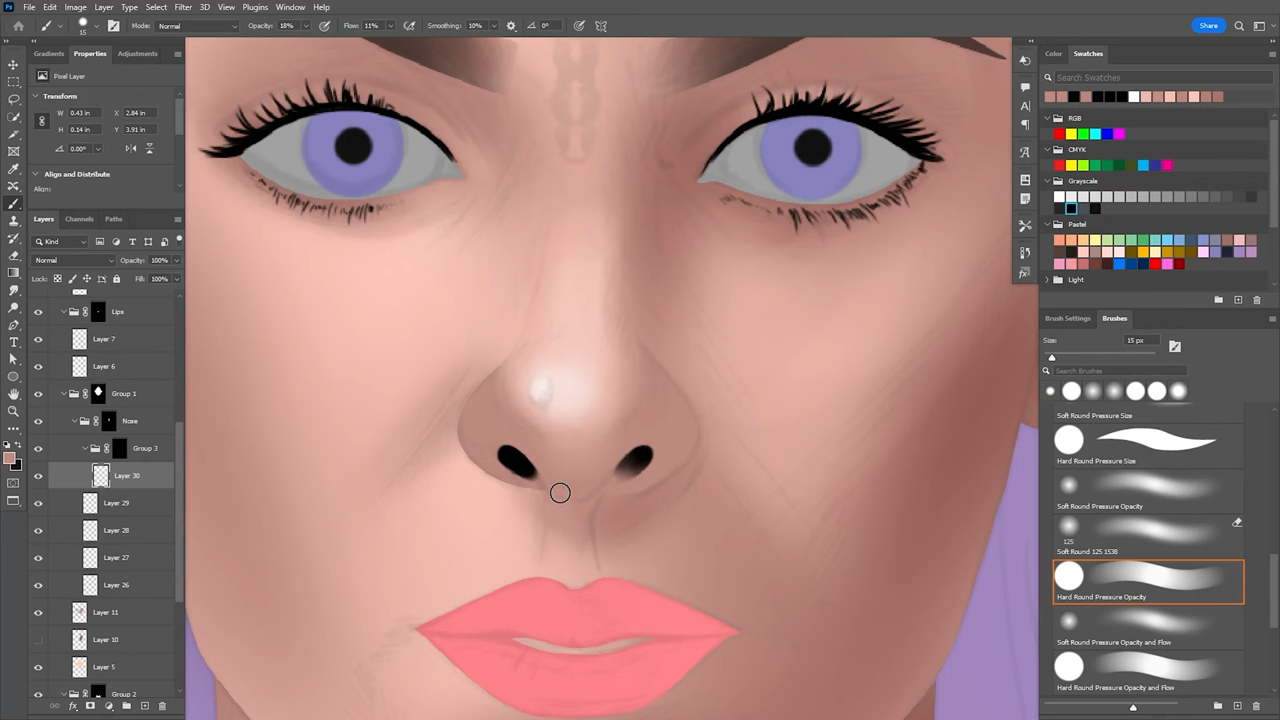 Ps File Edit Image Layer Type Select Filter 3D View Plugins Window Help
15 Mode: Normal Opacity: 18% Flow: 11% Smoothing: 10% 0° Share
Gradients Properties Adjustments
Pixel Layer
Transform
W: 0.43 in X: 2.84 in
H: 0.14 in Y: 3.91 in
0.00°
Align and Distribute
Align:
Layers Channels Paths
Kind
Normal Opacity: 100%
Lock: Fill: 100%
Lips
Layer 7
Layer 6
Group 1
Nose
Group 3
Layer 30
Layer 29
Layer 28
Layer 27
Layer 26
Layer 11
Layer 10
Layer 5
Group 2
fx
Color Swatches
Search Swatches
RGB
CMYK
Grayscale
Pastel
Light
Brush Settings Brushes
Size: 15 px
Search Brushes
Soft Round Pressure Size
Hard Round Pressure Size
Soft Round Pressure Opacity
125
Soft Round 125 1538
Hard Round Pressure Opacity
Soft Round Pressure Opacity and Flow
Hard Round Pressure Opacity and Flow